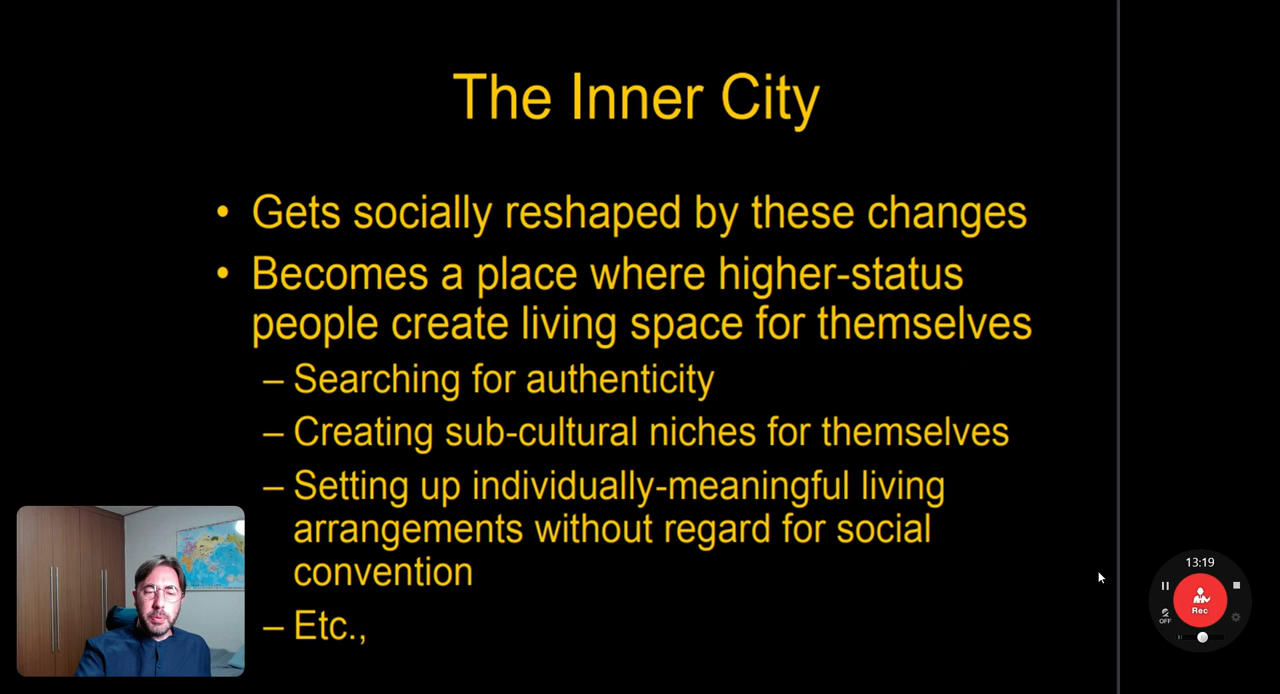 The Inner City
• Gets socially reshaped by these changes
• Becomes a place where higher-status
people create living space for themselves
– Searching for authenticity
– Creating sub-cultural niches for themselves
– Setting up individually-meaningful living
arrangements without regard for social
convention
– Etc.,
13:19
Rec
OFF